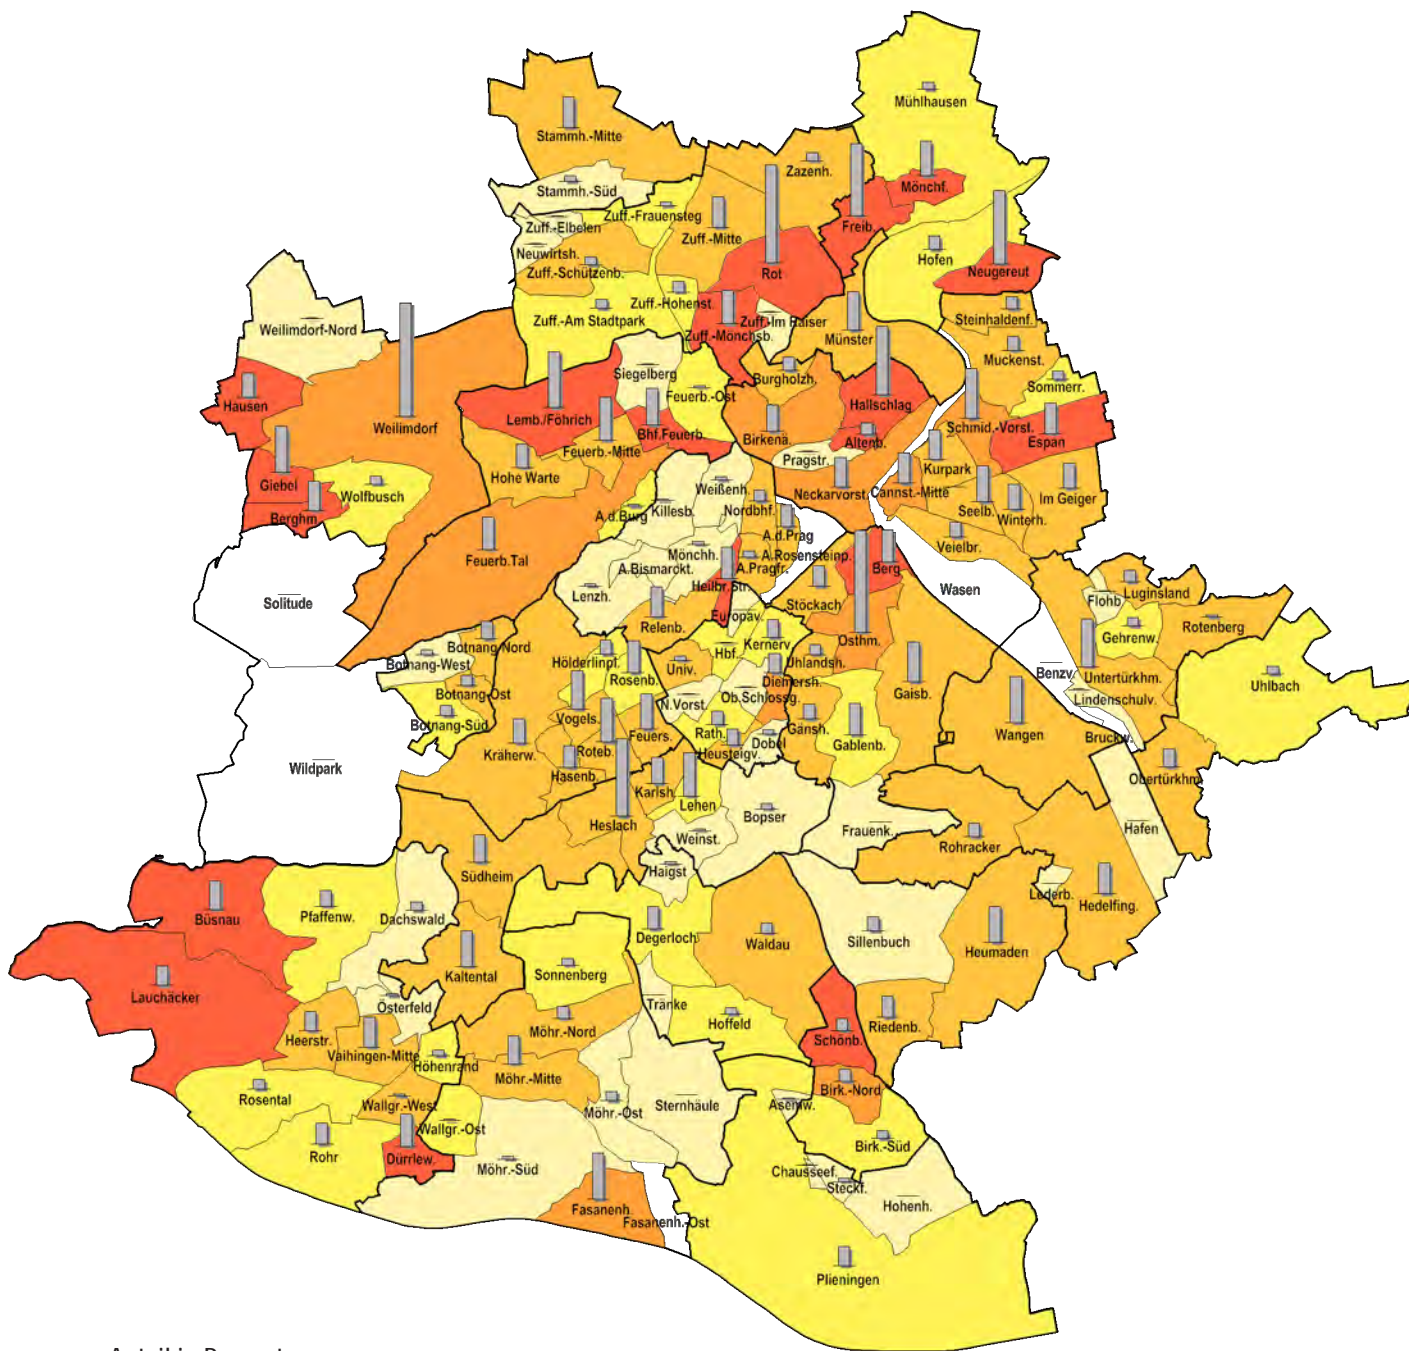 Mühlhausen
Stammh.-Mitte
Zazenh.
Mönchf.
Stammh.-Süd
Zuff.-Frauensteg
Freib.
Zuff.-Elbelen
Zuff.-Mitte
Neuwirtsh.
Hofen
Zuff.-Schützenb.
Rot
Neugereut
Zuff.-Hohenst.
Steinhaldenf.
Zuff.-Am Stadtpark
Zuff.-Im Raiser
Weilimdorf-Nord
Zuff.-Mönchsb.
Münster
Muckenst.
Siegelberg
Burgholzh.
Sommerr.
Feuerb.-Ost
Hausen
Hallschlag
Lemb./Föhrich
Schmid.-Vorst.
Weilimdorf
Bhf.Feuerb.
Birkenä.
Altenb.
Espan
Feuerb.-Mitte
Pragstr.
Kurpark
Hohe Warte
Giebel
Weißenh.
Neckarvorst.
Cannst.-Mitte
Wolfbusch
Im Geiger
Nordbhf.
Seelb.
Killesb.
Winterh.
A.d.Burg
Berghm.
A.d.Prag
Veielbr.
Mönchh.
A.Rosensteinp.
Feuerb.Tal
A.Bismarckt.
A.Pragfr.
Berg
Heilbr.Str.
Wasen
Lenzh.
Luginsland
Flohb
Solitude
Stöckach
Europav.
Relenb.
Rotenberg
Gehrenw.
Kernerv
Osthm.
Botnang-Nord
Hbf.
Hölderlinpl.
Botnang-West
Uhlandsh.
Univ.
Benzv.
Untertürkhm.
Rosenb.
Diemersh.
Uhlbach
Botnang-Ost
Gaisb.
Ob.Schlossg.
Lindenschulv.
N.Vorst.
Vogels.
Botnang-Süd
Gänsh.
Rath.
Wangen
Feuers.
Bruckw.
Dobel
Gablenb.
Roteb.
Heusteigv.
Kräherw.
Wildpark
Hasenb.
Obertürkhm.
Karlsh.
Lehen
Bopser
Heslach
Hafen
Frauenk.
Weinst.
Rohracker
Haigst
Südheim
Lederb.
Hedelfing.
Büsnau
Pfaffenw.
Dachswald
Sillenbuch
Degerloch
Waldau
Heumaden
Kaltental
Sonnenberg
Lauchäcker
Österfeld
Tränke
Hoffeld
Riedenb.
Möhr.-Nord
Schönb.
Heerstr.
Vaihingen-Mitte
Höhenrand
Möhr.-Mitte
Birk.-Nord
Rosental
Wallgr.-West
Asemw.
Sternhäule
Möhr.-Ost
Wallgr.-Ost
Birk.-Süd
Rohr
Dürrlew.
Möhr.-Süd
Chausseef.
Steckf.
Hohenh.
Fasanenh.
Fasanenh.-Ost
Plieningen